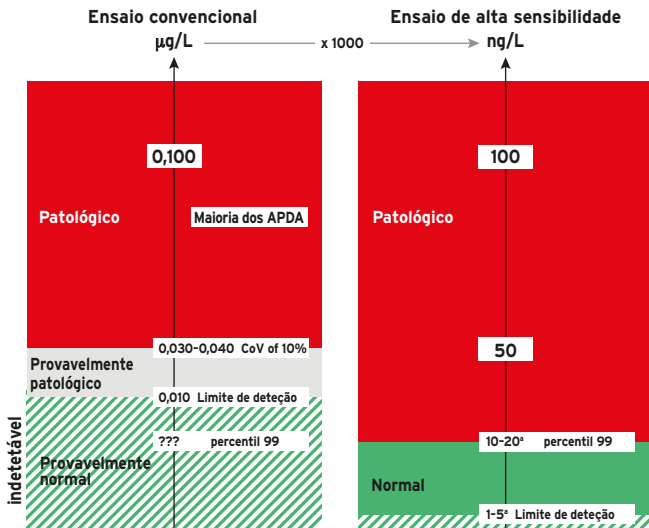 Ensaio convencional
µg/L
x 1000
Ensaio de alta sensibilidade
ng/L
0,100
Patológico
Maioria dos APDA
0,030-0,040 CoV of 10%
Provavelmente
patológico
0,010 Limite de deteção
indetetável
??? percentil 99
Provavelmente
normal
100
Patológico
50
10-20ª percentil 99
Normal
1-5ª Limite de deteção